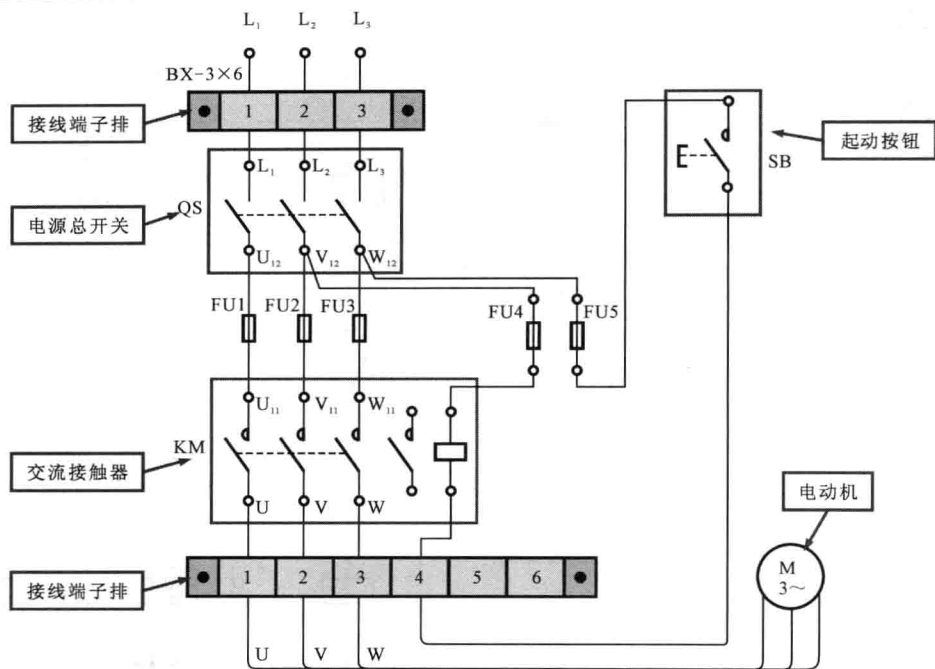 L₁ L₂ L₃
BX-3×6
接线端子排
1 2 3
起动按钮
SB
L₁ L₂ L₃
QS
电源总开关
U₁₂ V₁₂ W₁₂
FU1 FU2 FU3 FU4 FU5
U₁₁ V₁₁ W₁₁
KM
交流接触器
电动机
U V W
接线端子排
1 2 3 4 5 6
M
3~
U V W